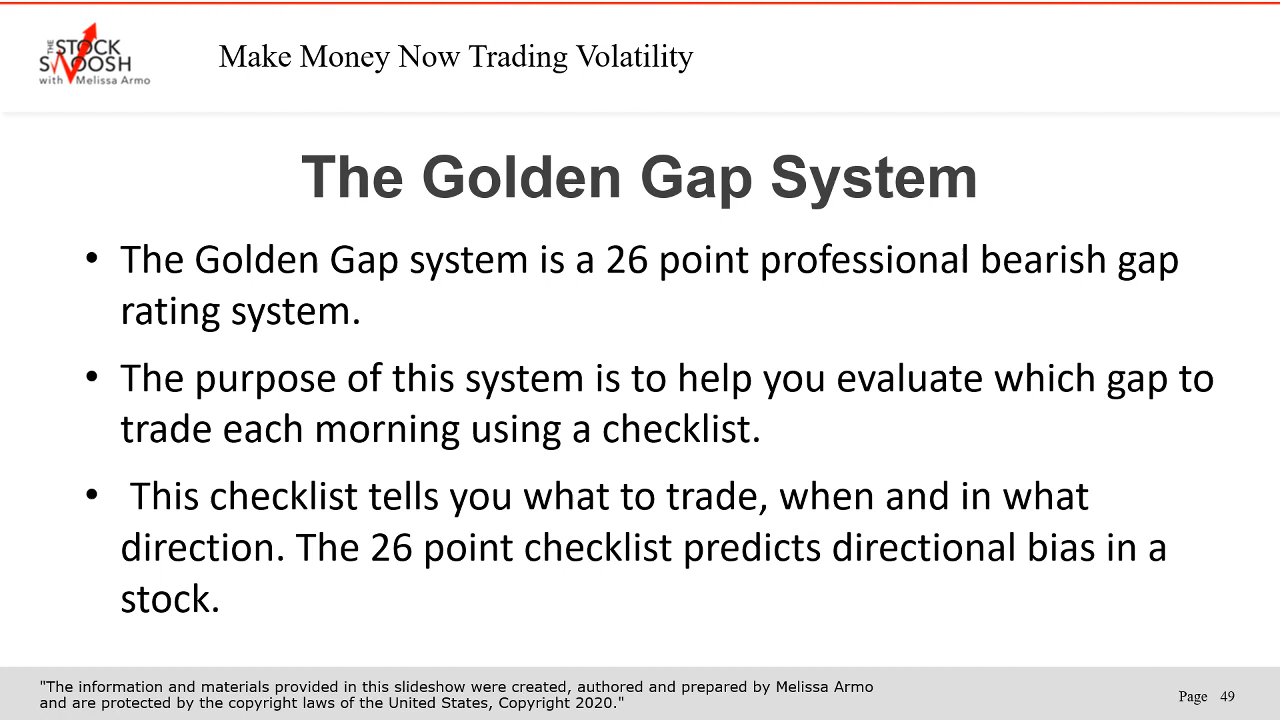 THE
STOCK
SWOOSH
with Melissa Armo
Make Money Now Trading Volatility
The Golden Gap System
• The Golden Gap system is a 26 point professional bearish gap
rating system.
• The purpose of this system is to help you evaluate which gap to
trade each morning using a checklist.
• This checklist tells you what to trade, when and in what
direction. The 26 point checklist predicts directional bias in a
stock.
"The information and materials provided in this slideshow were created, authored and prepared by Melissa Armo
and are protected by the copyright laws of the United States, Copyright 2020."
Page 49